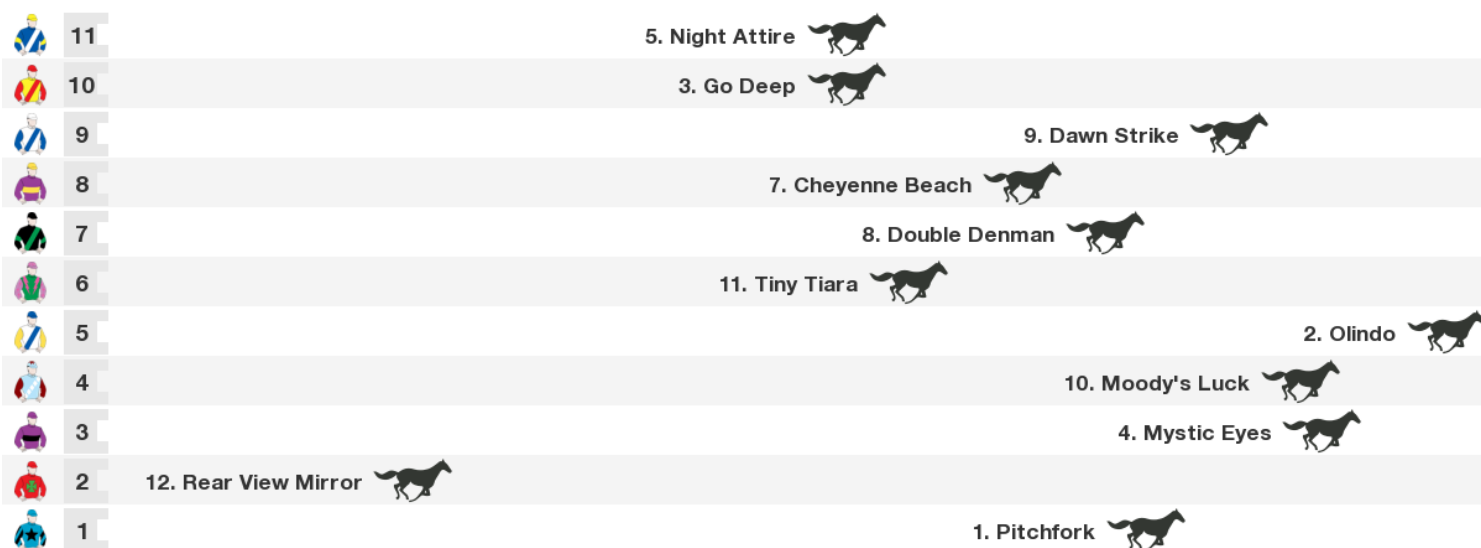 11 5. Night Attire
10 3. Go Deep
9 9. Dawn Strike
8 7. Cheyenne Beach
7 8. Double Denman
6 11. Tiny Tiara
5 2. Olindo
4 10. Moody's Luck
3 4. Mystic Eyes
2 12. Rear View Mirror
1 1. Pitchfork